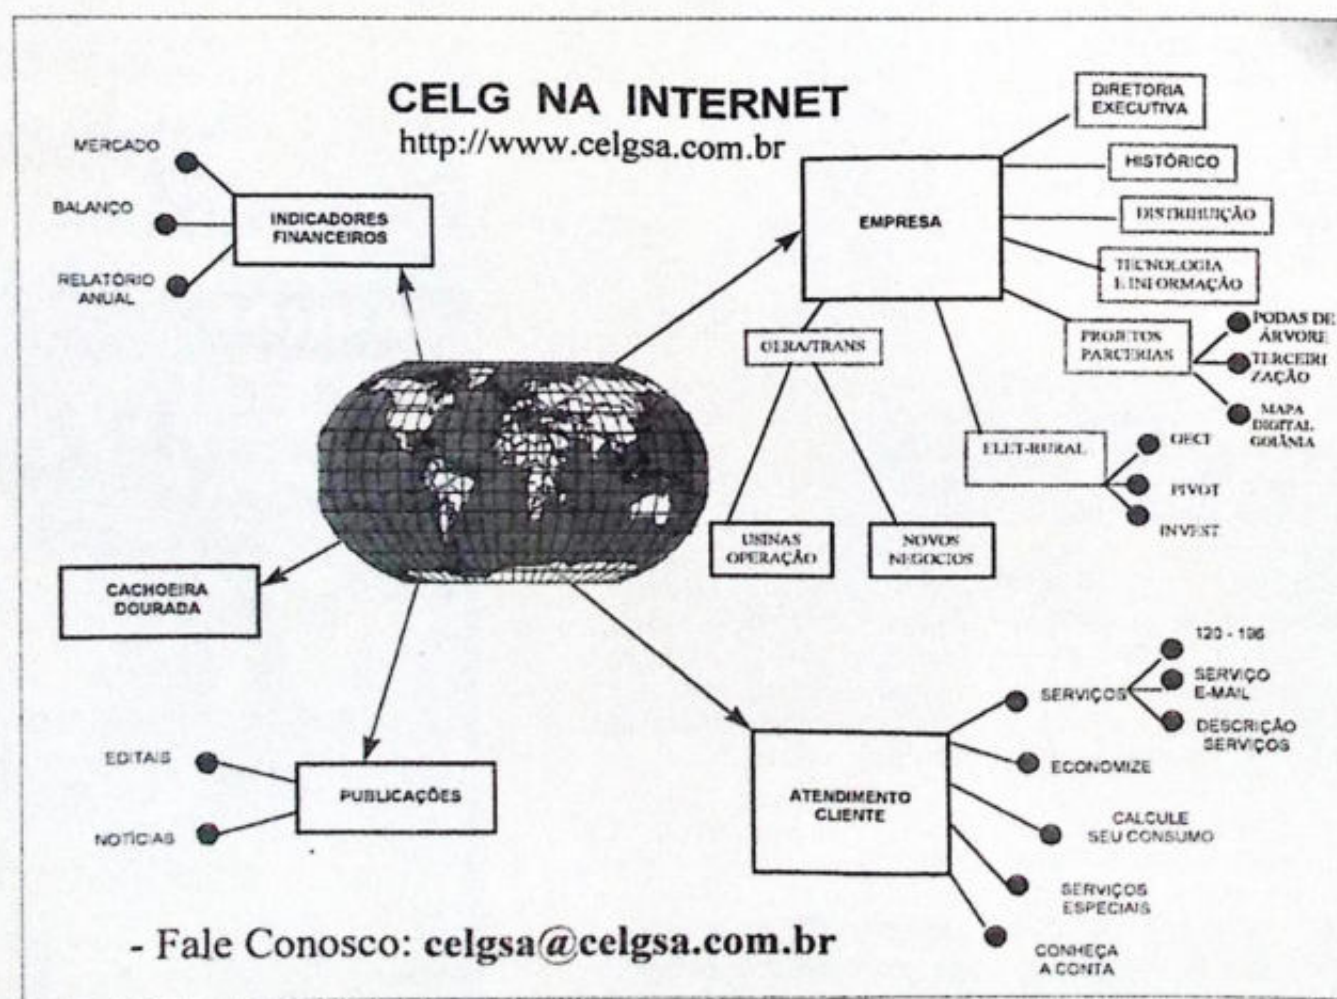 CELG NA INTERNET
http://www.celgsa.com.br
MERCADO
BALANÇO
RELATÓRIO
ANUAL
INDICADORES
FINANCEIROS
EMPRESA
DIRETORIA
EXECUTIVA
HISTÓRICO
DISTRIBUIÇÃO
TECNOLOGIA
E INFORMAÇÃO
PROJETOS
PARCERIAS
PODAS DE
ÁRVORE
TERCEIRI
ZAÇÃO
MAPA
DIGITAL
GOIÂNIA
GERA/TRANS
ELET-RURAL
OECF
PIVOT
INVEST.
USINAS
OPERAÇÃO
NOVOS
NEGOCIOS
CACHOEIRA
DOURADA
EDITAIS
NOTÍCIAS
PUBLICAÇÕES
ATENDIMENTO
CLIENTE
SERVIÇOS
120 - 196
SERVIÇO
E-MAIL
DESCRIÇÃO
SERVIÇOS
ECONOMIZE
CALCULE
SEU CONSUMO
SERVIÇOS
ESPECIAIS
CONHEÇA
A CONTA
- Fale Conosco: celgsa@celgsa.com.br